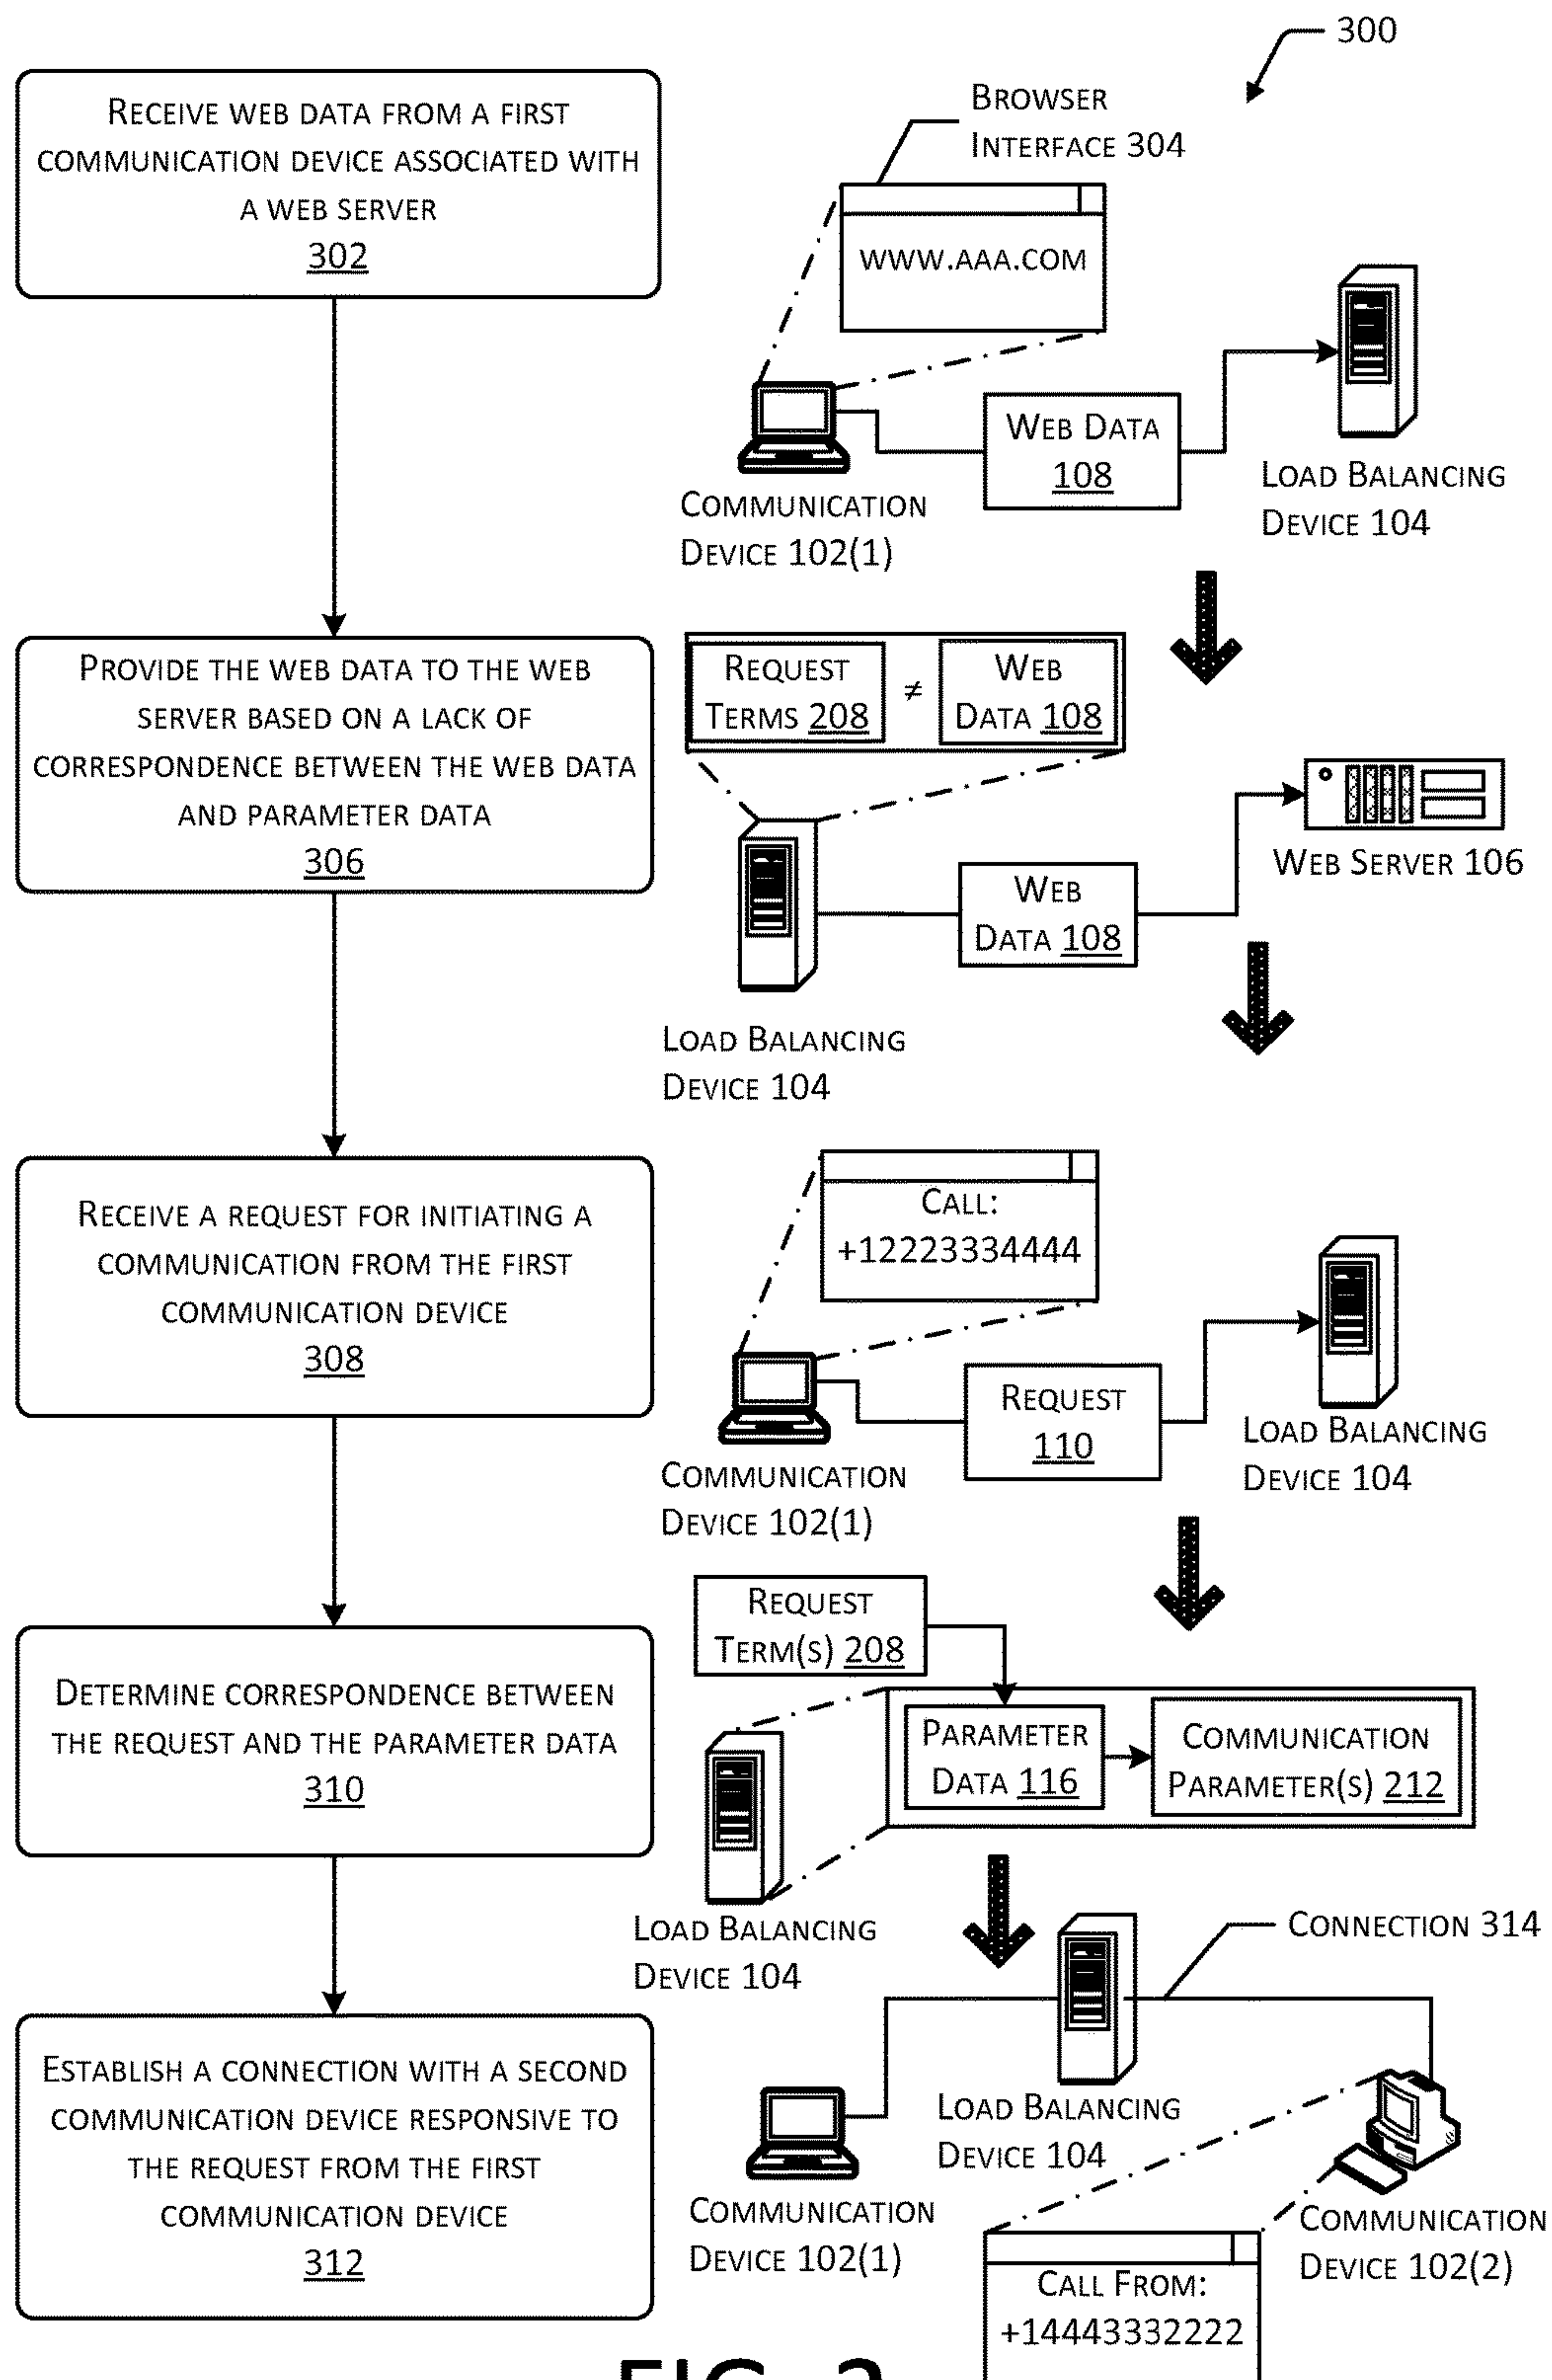 300
RECEIVE WEB DATA FROM A FIRST
COMMUNICATION DEVICE ASSOCIATED WITH
A WEB SERVER
302
BROWSER
INTERFACE 304
WWW.AAA.COM
WEB DATA
108
COMMUNICATION
DEVICE 102(1)
LOAD BALANCING
DEVICE 104
PROVIDE THE WEB DATA TO THE WEB
SERVER BASED ON A LACK OF
CORRESPONDENCE BETWEEN THE WEB DATA
AND PARAMETER DATA
306
REQUEST
TERMS 208
≠
WEB
DATA 108
WEB
DATA 108
WEB SERVER 106
LOAD BALANCING
DEVICE 104
RECEIVE A REQUEST FOR INITIATING A
COMMUNICATION FROM THE FIRST
COMMUNICATION DEVICE
308
CALL:
+12223334444
REQUEST
110
COMMUNICATION
DEVICE 102(1)
LOAD BALANCING
DEVICE 104
DETERMINE CORRESPONDENCE BETWEEN
THE REQUEST AND THE PARAMETER DATA
310
REQUEST
TERM(S) 208
PARAMETER
DATA 116
COMMUNICATION
PARAMETER(S) 212
LOAD BALANCING
DEVICE 104
ESTABLISH A CONNECTION WITH A SECOND
COMMUNICATION DEVICE RESPONSIVE TO
THE REQUEST FROM THE FIRST
COMMUNICATION DEVICE
312
CONNECTION 314
LOAD BALANCING
DEVICE 104
COMMUNICATION
DEVICE 102(1)
COMMUNICATION
DEVICE 102(2)
CALL FROM:
+14443332222